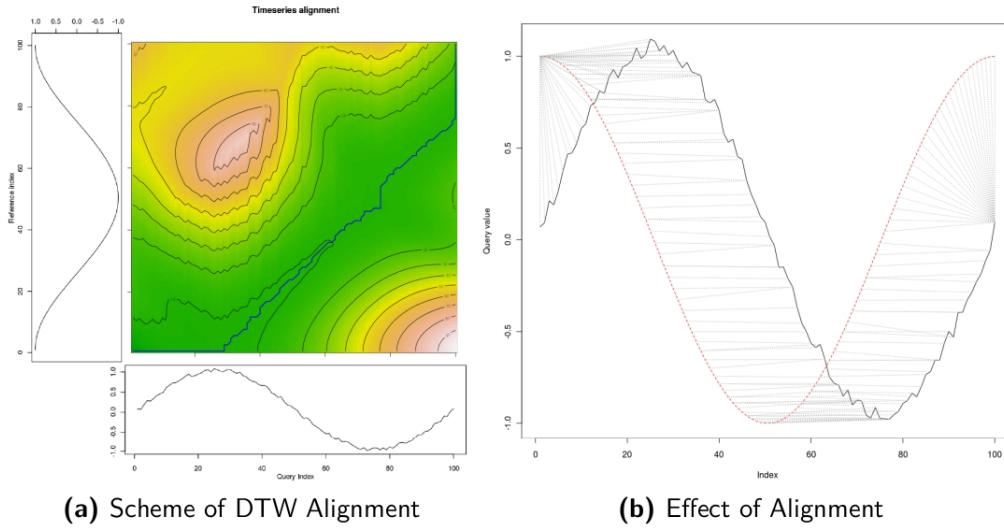 Timeseries alignment
1.0 0.5 0.0 -0.5 -1.0
Reference index
0 20 40 60 80 100
-1.0 -0.5 0.0 0.5 1.0
0 20 40 60 80 100
Query index
Query value
-1.0 -0.5 0.0 0.5 1.0
0 20 40 60 80 100
Index
(a) Scheme of DTW Alignment
(b) Effect of Alignment